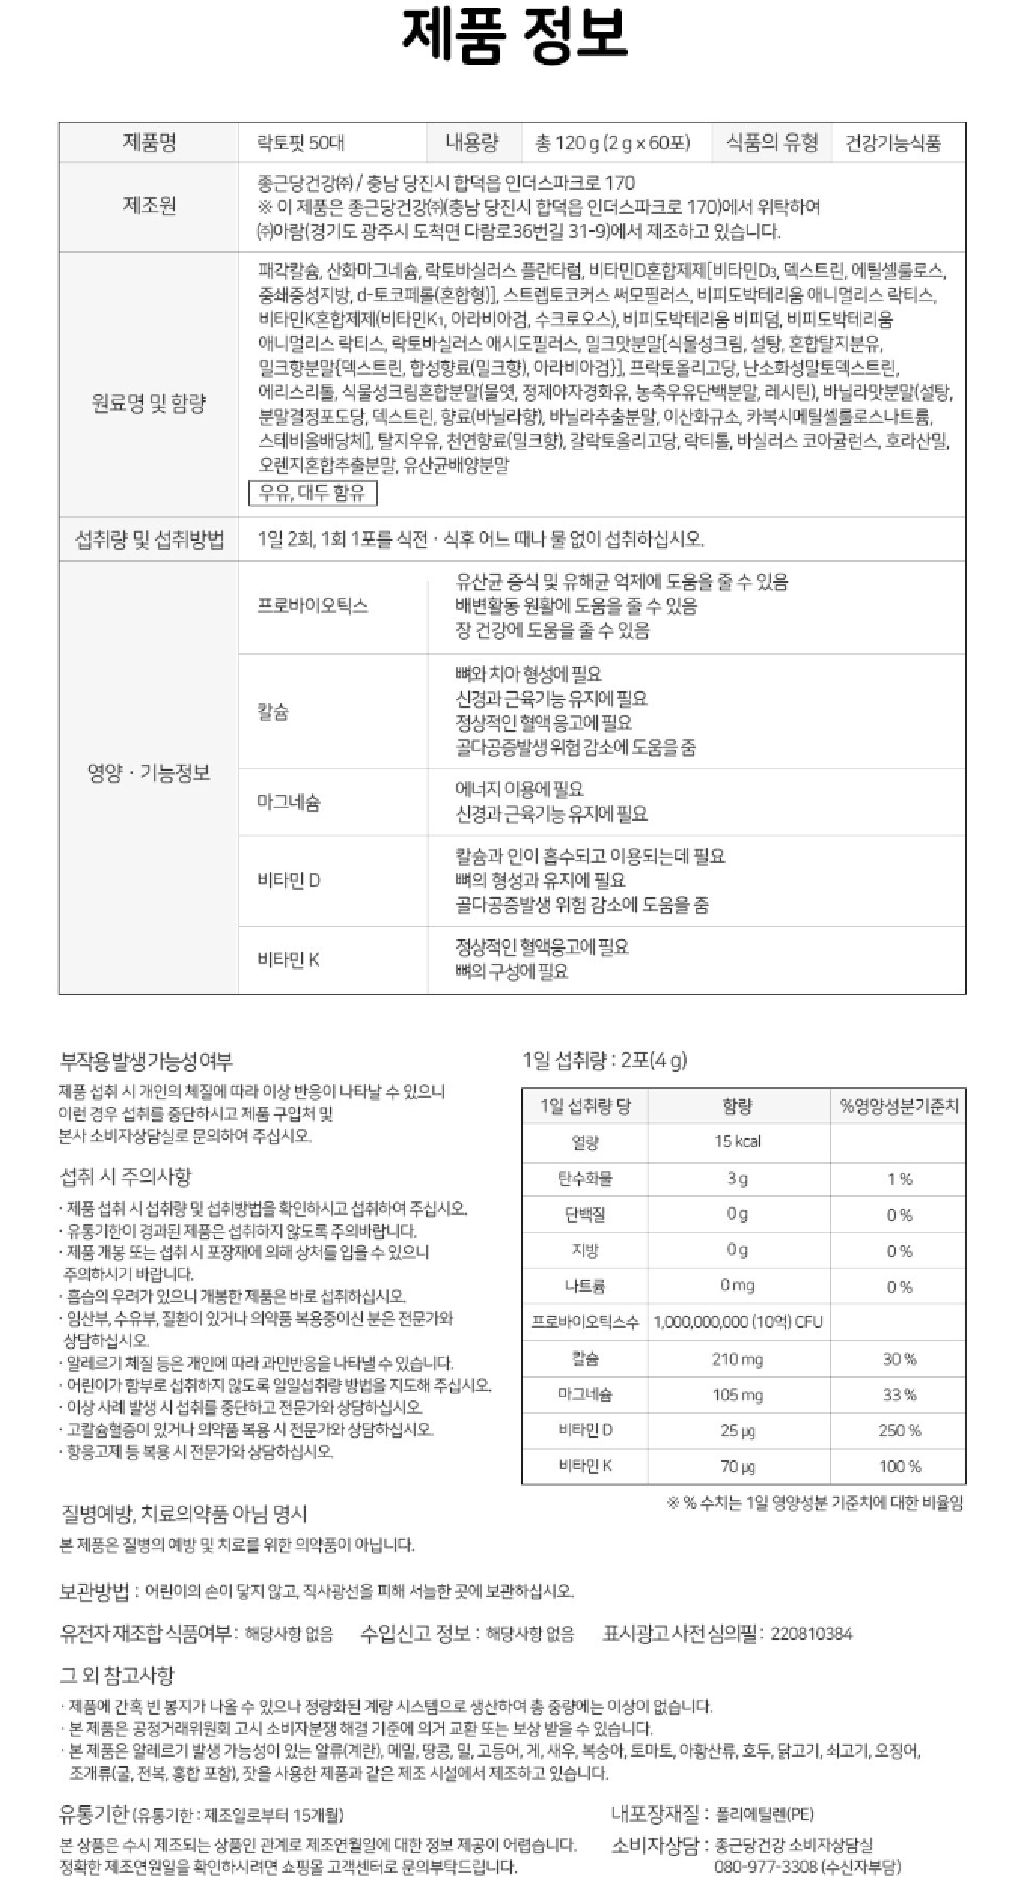 제품 정보
제품명 락토핏 50대 내용량 총 120 g (2 g x 60포) 식품의 유형 건강기능식품
제조원
종근당건강㈜ / 충남 당진시 합덕읍 인더스파크로 170
※ 이 제품은 종근당건강㈜(충남 당진시 합덕읍 인더스파크로 170)에서 위탁하여
㈜아람(경기도 광주시 도척면 다람로36번길 31-9)에서 제조하고 있습니다.
원료명 및 함량
패각칼슘, 산화마그네슘, 락토바실러스 플란타럼, 비타민D혼합제제[비타민D₃, 덱스트린, 에틸셀룰로스,
중쇄중성지방, d-토코페롤(혼합형)], 스트렙토코커스 써모필러스, 비피도박테리움 애니멀리스 락티스,
비타민K혼합제제(비타민K₁, 아라비아검, 수크로오스), 비피도박테리움 비피덤, 비피도박테리움
애니멀리스 락티스, 락토바실러스 애시도필러스, 밀크맛분말[식물성크림, 설탕, 혼합탈지분유,
밀크향분말{덱스트린, 합성향료(밀크향), 아라비아검}], 프락토올리고당, 난소화성말토덱스트린,
에리스리톨, 식물성크림혼합분말(물엿, 정제야자경화유, 농축우유단백분말, 레시틴), 바닐라맛분말(설탕,
분말결정포도당, 덱스트린, 향료(바닐라향), 바닐라추출분말, 이산화규소, 카복시메틸셀룰로스나트륨,
스테비올배당체], 탈지우유, 천연향료(밀크향), 갈락토올리고당, 락티톨, 바실러스 코아귤런스, 호라산밀,
오렌지혼합추출분말, 유산균배양분말
우유, 대두 함유
섭취량 및 섭취방법 1일 2회, 1회 1포를 식전 · 식후 어느 때나 물 없이 섭취하십시오.
영양 · 기능정보
프로바이오틱스
유산균 증식 및 유해균 억제에 도움을 줄 수 있음
배변활동 원활에 도움을 줄 수 있음
장 건강에 도움을 줄 수 있음
칼슘
뼈와 치아 형성에 필요
신경과 근육기능 유지에 필요
정상적인 혈액 응고에 필요
골다공증발생 위험 감소에 도움을 줌
마그네슘
에너지 이용에 필요
신경과 근육기능 유지에 필요
비타민 D
칼슘과 인이 흡수되고 이용되는데 필요
뼈의 형성과 유지에 필요
골다공증발생 위험 감소에 도움을 줌
비타민 K
정상적인 혈액응고에 필요
뼈의 구성에 필요
부작용 발생 가능성 여부
제품 섭취 시 개인의 체질에 따라 이상 반응이 나타날 수 있으니
이런 경우 섭취를 중단하시고 제품 구입처 및
본사 소비자상담실로 문의하여 주십시오.
섭취 시 주의사항
· 제품 섭취 시 섭취량 및 섭취방법을 확인하시고 섭취하여 주십시오.
· 유통기한이 경과된 제품은 섭취하지 않도록 주의바랍니다.
· 제품 개봉 또는 섭취 시 포장재에 의해 상처를 입을 수 있으니
주의하시기 바랍니다.
· 흡습의 우려가 있으니 개봉한 제품은 바로 섭취하십시오.
· 임산부, 수유부, 질환이 있거나 의약품 복용중이신 분은 전문가와
상담하십시오.
· 알레르기 체질 등은 개인에 따라 과민반응을 나타낼 수 있습니다.
· 어린이가 함부로 섭취하지 않도록 일일섭취량 방법을 지도해 주십시오.
· 이상 사례 발생 시 섭취를 중단하고 전문가와 상담하십시오
· 고칼슘혈증이 있거나 의약품 복용 시 전문가와 상담하십시오.
· 항응고제 등 복용 시 전문가와 상담하십시오.
1일 섭취량 : 2포(4 g)
1일 섭취량 당 함량 %영양성분기준치
열량 15 kcal
탄수화물 3 g 1 %
단백질 0 g 0 %
지방 0 g 0 %
나트륨 0 mg 0 %
프로바이오틱스수 1,000,000,000 (10억) CFU
칼슘 210 mg 30 %
마그네슘 105 mg 33 %
비타민 D 25 μg 250 %
비타민 K 70 μg 100 %
※ % 수치는 1일 영양성분 기준치에 대한 비율임
질병예방, 치료의약품 아님 명시
본 제품은 질병의 예방 및 치료를 위한 의약품이 아닙니다.
보관방법 : 어린이의 손이 닿지 않고, 직사광선을 피해 서늘한 곳에 보관하십시오.
유전자 재조합 식품여부 : 해당사항 없음 수입신고 정보 : 해당사항 없음 표시광고 사전 심의필 : 220810384
그 외 참고사항
· 제품에 간혹 빈 봉지가 나올 수 있으나 정량화된 계량 시스템으로 생산하여 총 중량에는 이상이 없습니다.
· 본 제품은 공정거래위원회 고시 소비자분쟁 해결 기준에 의거 교환 또는 보상 받을 수 있습니다.
· 본 제품은 알레르기 발생 가능성이 있는 알류(계란), 메밀, 땅콩, 밀, 고등어, 게, 새우, 복숭아, 토마토, 아황산류, 호두, 닭고기, 쇠고기, 오징어,
조개류(굴, 전복, 홍합 포함), 잣을 사용한 제품과 같은 제조 시설에서 제조하고 있습니다.
유통기한 (유통기한 : 제조일로부터 15개월)
본 상품은 수시 제조되는 상품인 관계로 제조연월일에 대한 정보 제공이 어렵습니다.
정확한 제조연원일을 확인하시려면 쇼핑몰 고객센터로 문의부탁드립니다.
내포장재질 : 폴리에틸렌(PE)
소비자상담 : 종근당건강 소비자상담실
080-977-3308 (수신자부담)